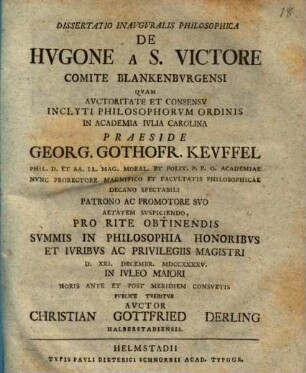 DISSERTATIO INAVGVRALIS PHILOSOPHICA
DE
HVGONE A S. VICTORE
COMITE BLANKENBVRGENSI
QVAM
AVCTORITATE ET CONSENSV
INCLYTI PHILOSOPHORVM ORDINIS
IN ACADEMIA IVLIA CAROLINA
PRAESIDE
GEORG. GOTHOFR. KEVFFEL
PHIL. D. ET AA. LL. MAG. MORAL. ET POLIT. P. P. O. ACADEMIAE
NVNC PRORECTORE MAGNIFICO ET FACVLTATIS PHILOSOPHICAE
DECANO SPECTABILI
PATRONO AC PROMOTORE SVO
AETATEM SVSPICIENDO,
PRO RITE OBTINENDIS
SVMMIS IN PHILOSOPHIA HONORIBVS
ET IVRIBVS AC PRIVILEGIIS MAGISTRI
D. XXI. DECEMBR. MDCCXXXXV.
IN IVLEO MAIORI
HORIS ANTE ET POST MERIDIEM CONSVETIS
PVBLICE TVEBITVR
AVCTOR
CHRISTIAN GOTTFRIED DERLING
HALBERSTADIENSIS.
HELMSTADII
TYPIS PAVLI DIETERICI SCHNORRII ACAD. TYPOGR.